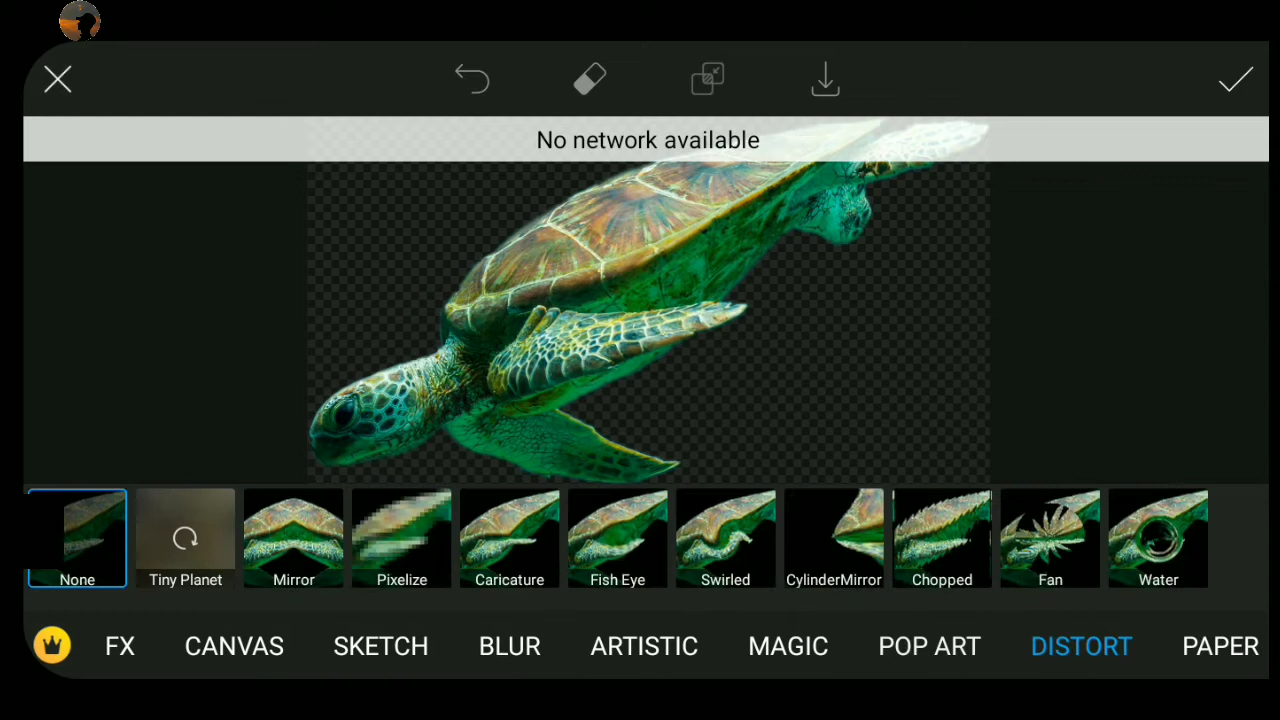 No network available
None
Tiny Planet
Mirror
Pixelize
Caricature
Fish Eye
Swirled
CylinderMirror
Chopped
Fan
Water
FX
CANVAS
SKETCH
BLUR
ARTISTIC
MAGIC
POP ART
DISTORT
PAPER